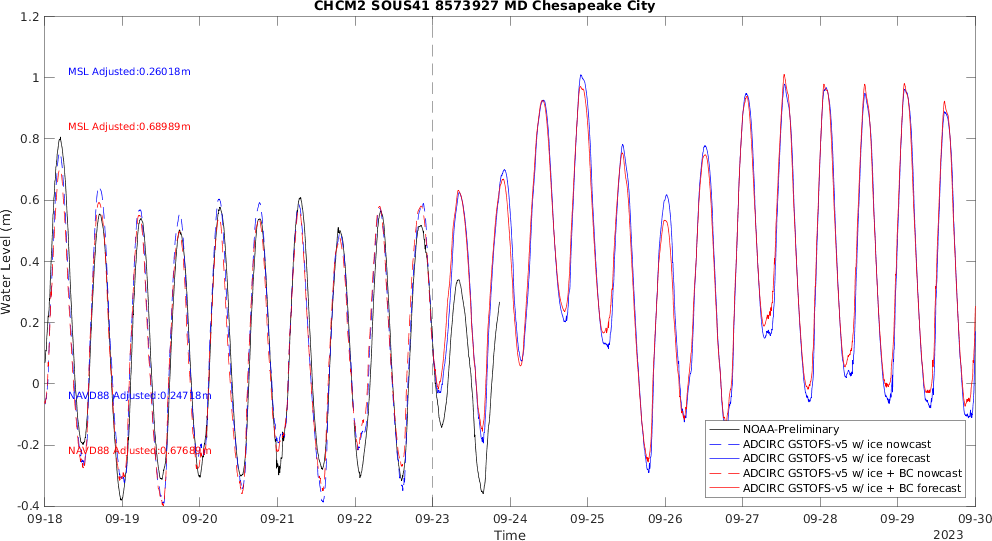 CHCM2 SOUS41 8573927 MD Chesapeake City
Water Level (m)
1.2
1
0.8
0.6
0.4
0.2
0
-0.2
-0.4
MSL Adjusted:0.26018m
MSL Adjusted:0.68989m
NAVD88 Adjusted:0.24718m
NAVD88 Adjusted:0.67689m
NOAA-Preliminary
ADCIRC GSTOFS-v5 w/ ice nowcast
ADCIRC GSTOFS-v5 w/ ice forecast
ADCIRC GSTOFS-v5 w/ ice + BC nowcast
ADCIRC GSTOFS-v5 w/ ice + BC forecast
09-18 09-19 09-20 09-21 09-22 09-23 09-24 09-25 09-26 09-27 09-28 09-29 09-30
Time
2023